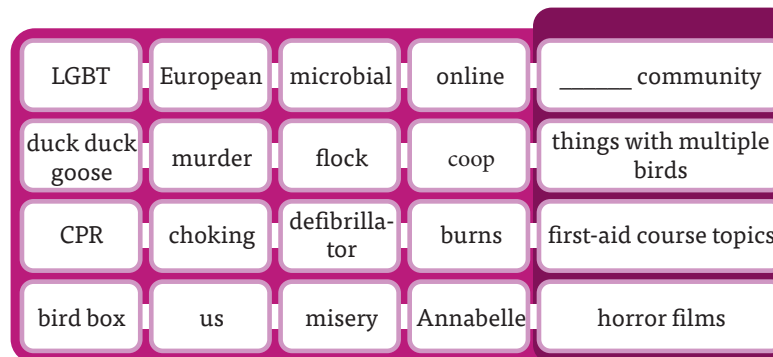 LGBT European microbial online ______ community
duck duck goose murder flock coop things with multiple birds
CPR choking defibrilla-tor burns first-aid course topics
bird box us misery Annabelle horror films